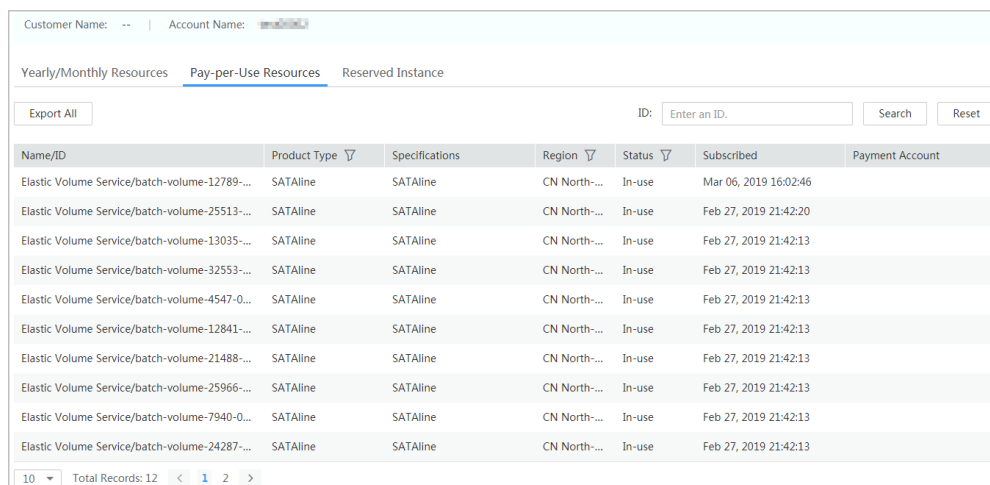 Customer Name: -- | Account Name:
Yearly/Monthly Resources Pay-per-Use Resources Reserved Instance
Export All ID: Enter an ID. Search Reset
Name/ID Product Type Specifications Region Status Subscribed Payment Account
Elastic Volume Service/batch-volume-12789-... SATAline SATAline CN North-... In-use Mar 06, 2019 16:02:46
Elastic Volume Service/batch-volume-25513-... SATAline SATAline CN North-... In-use Feb 27, 2019 21:42:20
Elastic Volume Service/batch-volume-13035-... SATAline SATAline CN North-... In-use Feb 27, 2019 21:42:13
Elastic Volume Service/batch-volume-32553-... SATAline SATAline CN North-... In-use Feb 27, 2019 21:42:13
Elastic Volume Service/batch-volume-4547-0... SATAline SATAline CN North-... In-use Feb 27, 2019 21:42:13
Elastic Volume Service/batch-volume-12841-... SATAline SATAline CN North-... In-use Feb 27, 2019 21:42:13
Elastic Volume Service/batch-volume-21488-... SATAline SATAline CN North-... In-use Feb 27, 2019 21:42:13
Elastic Volume Service/batch-volume-25966-... SATAline SATAline CN North-... In-use Feb 27, 2019 21:42:13
Elastic Volume Service/batch-volume-7940-0... SATAline SATAline CN North-... In-use Feb 27, 2019 21:42:13
Elastic Volume Service/batch-volume-24287-... SATAline SATAline CN North-... In-use Feb 27, 2019 21:42:13
10 Total Records: 12 < 1 2 >